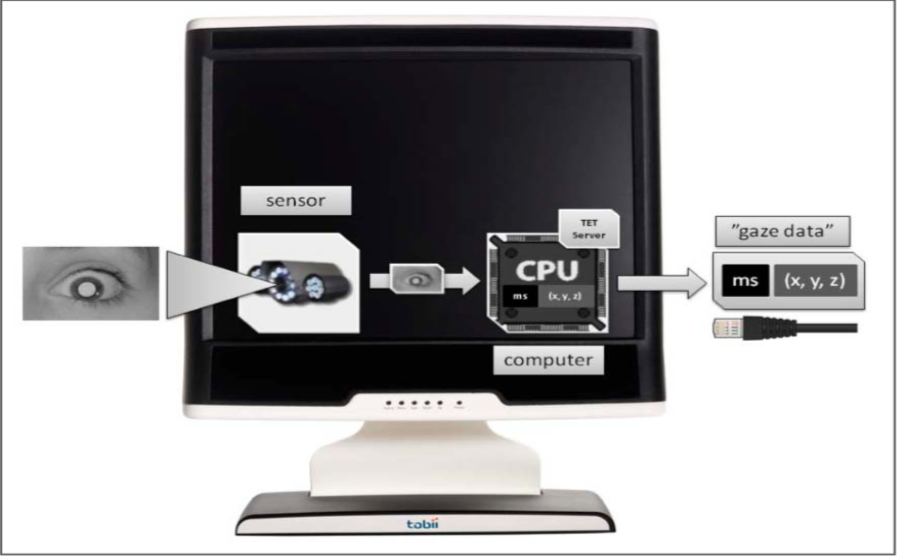 sensor
TET
Server
"gaze data"
CPU
ms
(x, y, z)
ms
(x, y, z)
computer
tobii